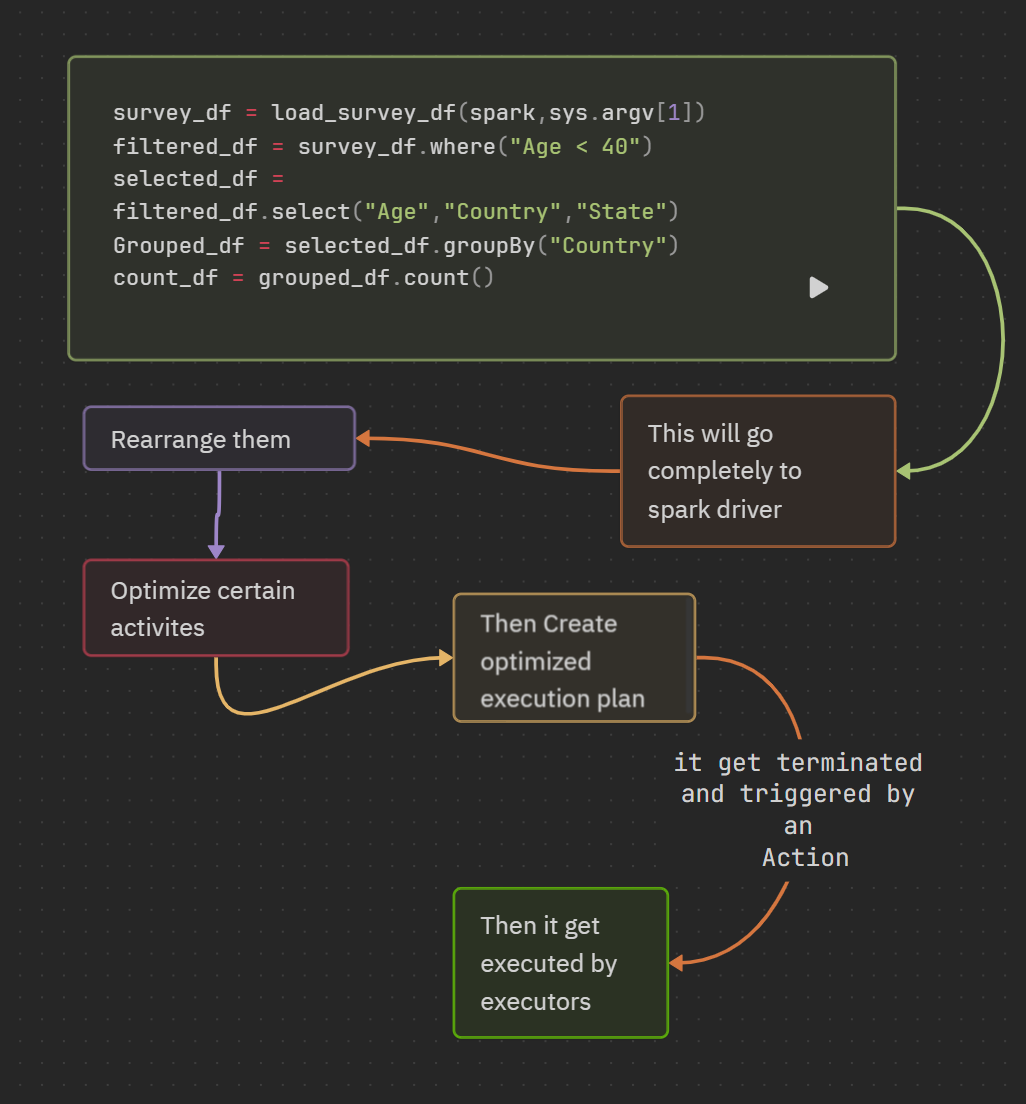 survey_df = load_survey_df(spark,sys.argv[1])
filtered_df = survey_df.where("Age < 40")
selected_df =
filtered_df.select("Age","Country","State")
Grouped_df = selected_df.groupBy("Country")
count_df = grouped_df.count()
This will go
completely to
spark driver
Rearrange them
Optimize certain
activites
Then Create
optimized
execution plan
it get terminated
and triggered by
an
Action
Then it get
executed by
executors